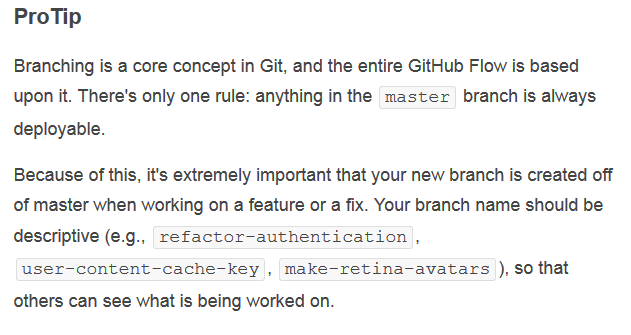 ProTip
Branching is a core concept in Git, and the entire GitHub Flow is based
upon it. There's only one rule: anything in the master branch is always
deployable.
Because of this, it's extremely important that your new branch is created off
of master when working on a feature or a fix. Your branch name should be
descriptive (e.g., refactor-authentication,
user-content-cache-key, make-retina-avatars), so that
others can see what is being worked on.